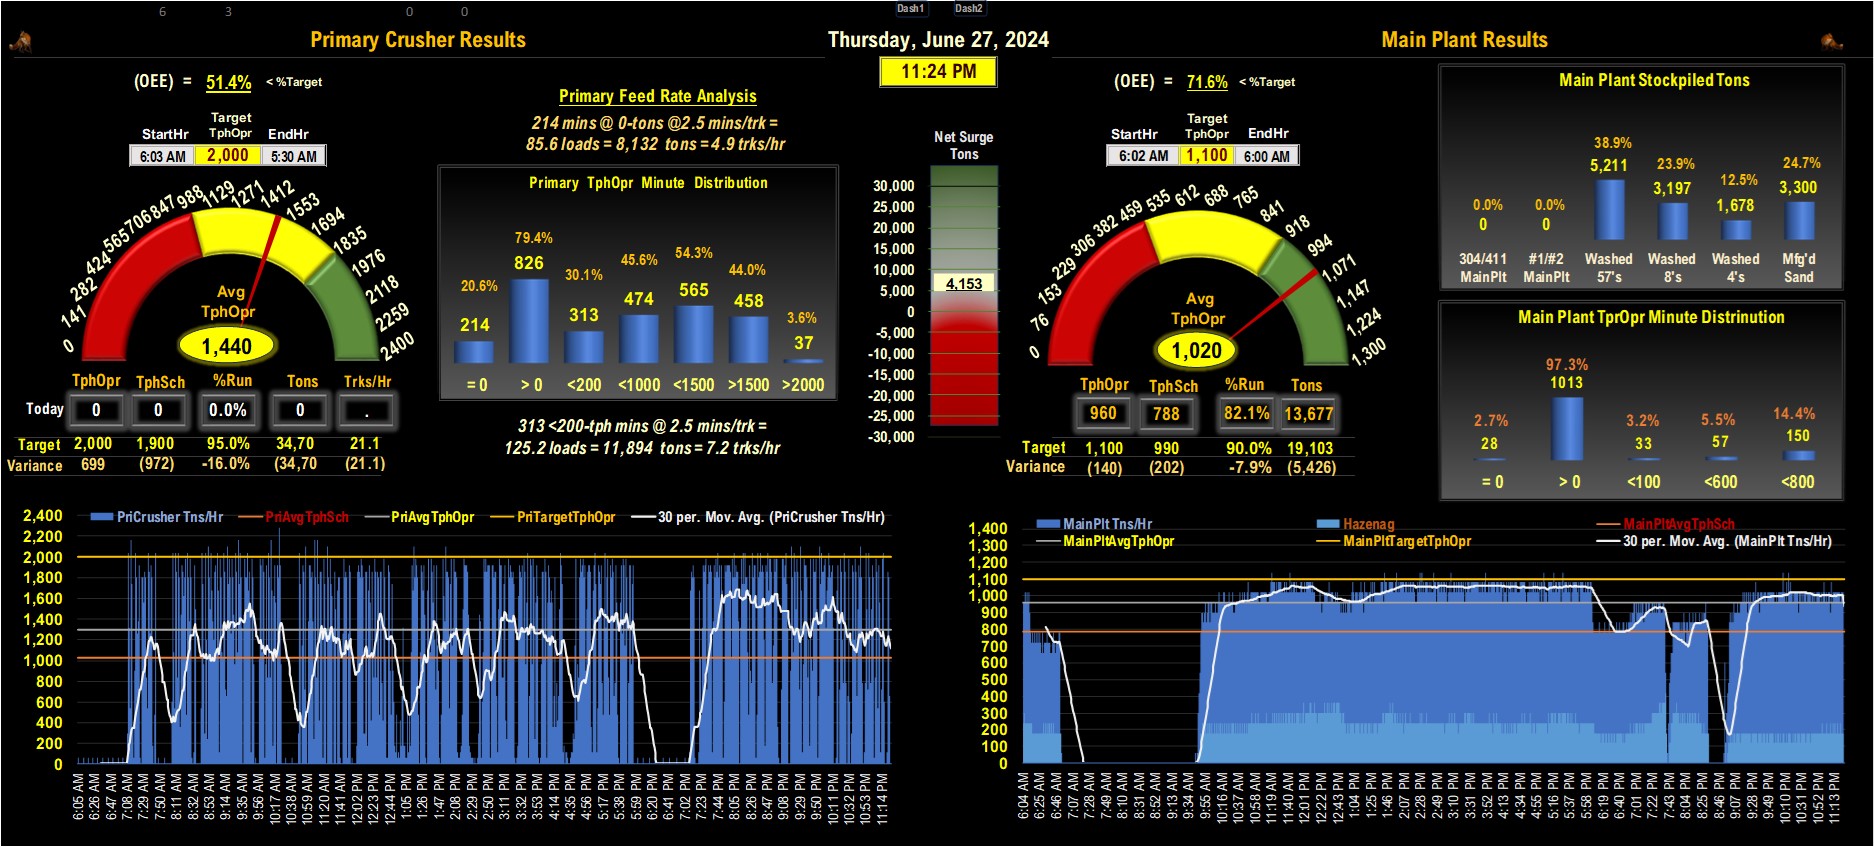 6 3 0 0 Dash1 Dash2
Primary Crusher Results
Thursday, June 27, 2024
Main Plant Results
11:24 PM
(OEE) = 51.4% < %Target
Target
StartHr TphOpr EndHr
6:03 AM 2,000 5:30 AM
0 141 282 424 565 706 847 988 1129 1271 1412 1553 1694 1835 1976 2118 2259 2400
Avg
TphOpr
1,440
TphOpr TphSch %Run Tons Trks/Hr
Today 0 0 0.0% 0 .
Target 2,000 1,900 95.0% 34,70 21.1
Variance 699 (972) -16.0% (34,70 (21.1)
Primary Feed Rate Analysis
214 mins @ 0-tons @2.5 mins/trk =
85.6 loads = 8,132 tons = 4.9 trks/hr
Primary TphOpr Minute Distribution
20.6% 79.4% 30.1% 45.6% 54.3% 44.0% 3.6%
214 826 313 474 565 458 37
= 0 > 0 <200 <1000 <1500 >1500 >2000
313 <200-tph mins @ 2.5 mins/trk =
125.2 loads = 11,894 tons = 7.2 trks/hr
Net Surge
Tons
30,000
25,000
20,000
15,000
10,000
5,000
0
-5,000
-10,000
-15,000
-20,000
-25,000
-30,000
4,153
(OEE) = 71.6% < %Target
Target
StartHr TphOpr EndHr
6:02 AM 1,100 6:00 AM
0 76 153 229 306 382 459 535 612 688 765 841 918 994 1,071 1,147 1,224 1,300
Avg
TphOpr
1,020
TphOpr TphSch %Run Tons
960 788 82.1% 13,677
Target 1,100 990 90.0% 19,103
Variance (140) (202) -7.9% (5,426)
Main Plant Stockpiled Tons
0.0% 0.0% 38.9% 23.9% 12.5% 24.7%
0 0 5,211 3,197 1,678 3,300
304/411 #1/#2 Washed Washed Washed Mfg'd
MainPlt MainPlt 57's 8's 4's Sand
Main Plant TprOpr Minute Distrinution
2.7% 97.3% 3.2% 5.5% 14.4%
28 1013 33 57 150
= 0 > 0 <100 <600 <800
PriCrusher Tns/Hr PriAvgTphSch PriAvgTphOpr PriTargetTphOpr 30 per. Mov. Avg. (PriCrusher Tns/Hr)
2,400
2,200
2,000
1,800
1,600
1,400
1,200
1,000
800
600
400
200
0
6:05 AM 6:26 AM 6:47 AM 7:08 AM 7:29 AM 7:50 AM 8:11 AM 8:32 AM 8:53 AM 9:14 AM 9:35 AM 9:56 AM 10:17 AM 10:38 AM 10:59 AM 11:20 AM 11:41 AM 12:02 PM 12:23 PM 12:44 PM 1:05 PM 1:26 PM 1:47 PM 2:08 PM 2:29 PM 2:50 PM 3:11 PM 3:32 PM 3:53 PM 4:14 PM 4:35 PM 4:56 PM 5:17 PM 5:38 PM 5:59 PM 6:20 PM 6:41 PM 7:02 PM 7:23 PM 7:44 PM 8:05 PM 8:26 PM 8:47 PM 9:08 PM 9:29 PM 9:50 PM 10:11 PM 10:32 PM 10:53 PM 11:14 PM
MainPlt Tns/Hr Hazenag MainPltAvgTphSch
MainPltAvgTphOpr MainPltTargetTphOpr 30 per. Mov. Avg. (MainPlt Tns/Hr)
1,400
1,300
1,200
1,100
1,000
900
800
700
600
500
400
300
200
100
0
6:04 AM 6:25 AM 6:46 AM 7:07 AM 7:28 AM 7:49 AM 8:10 AM 8:31 AM 8:52 AM 9:13 AM 9:34 AM 9:55 AM 10:16 AM 10:37 AM 10:58 AM 11:19 AM 11:40 AM 12:01 PM 12:22 PM 12:43 PM 1:04 PM 1:25 PM 1:46 PM 2:07 PM 2:28 PM 2:49 PM 3:10 PM 3:31 PM 3:52 PM 4:13 PM 4:34 PM 4:55 PM 5:16 PM 5:37 PM 5:58 PM 6:19 PM 6:40 PM 7:01 PM 7:22 PM 7:43 PM 8:04 PM 8:25 PM 8:46 PM 9:07 PM 9:28 PM 9:49 PM 10:10 PM 10:31 PM 10:52 PM 11:13 PM